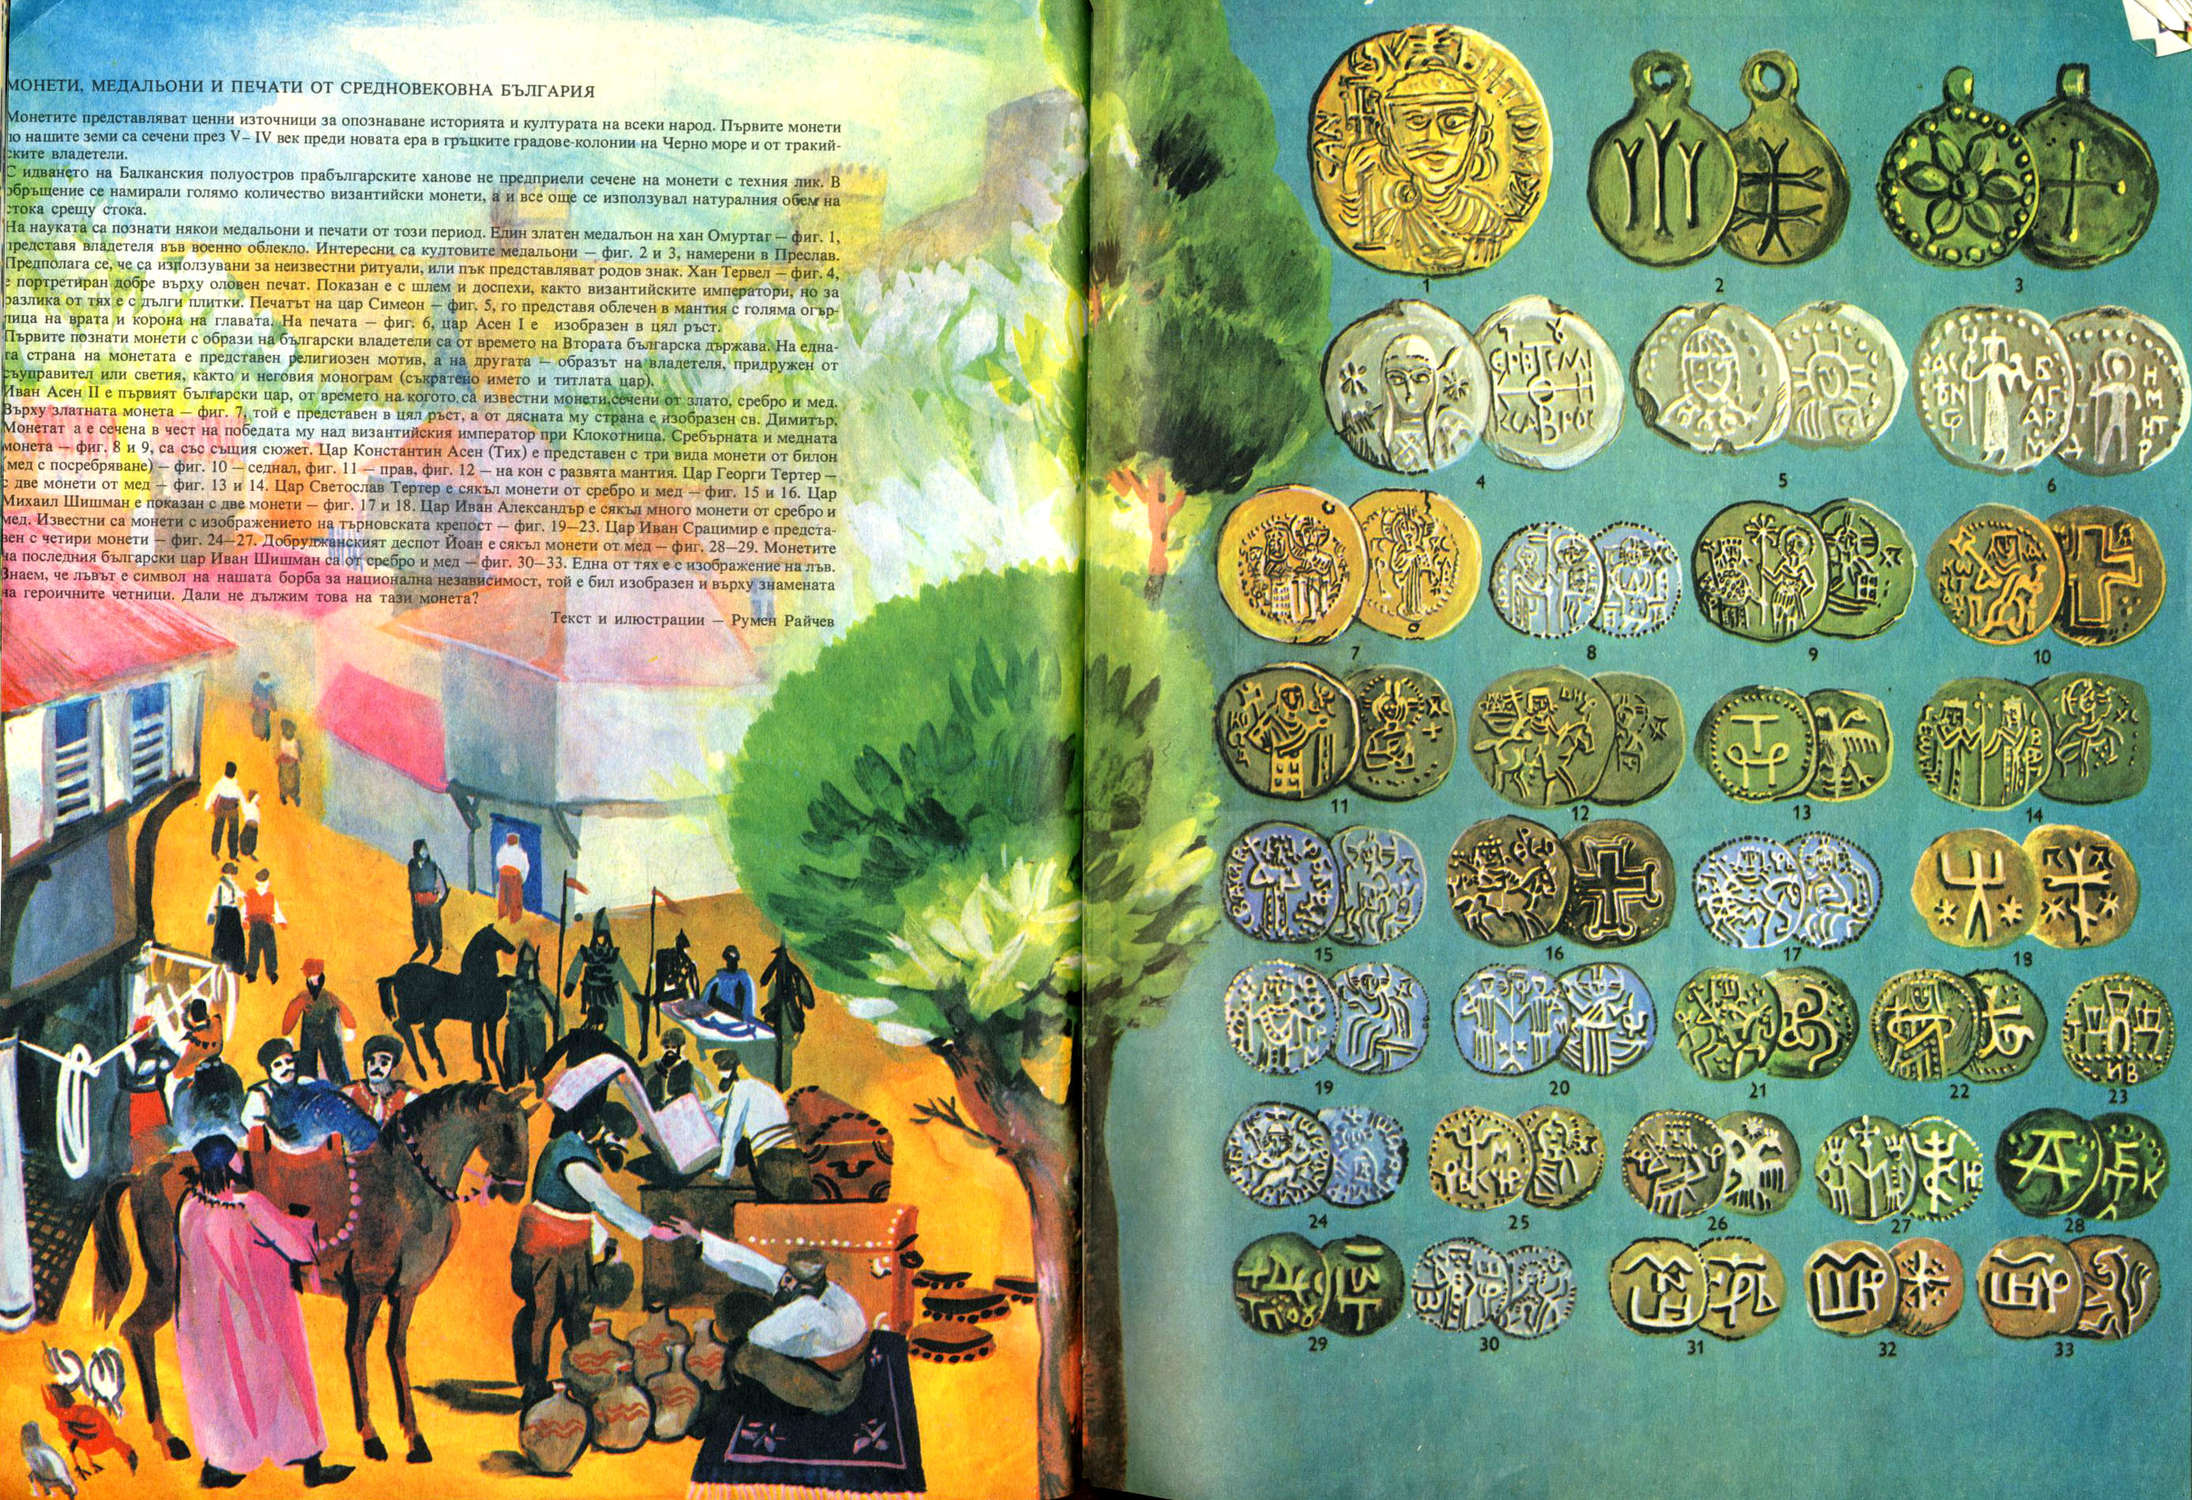 МОНЕТИ, МЕДАЛЬОНИ И ПЕЧАТИ ОТ СРЕДНОВЕКОВНА БЪЛГАРИЯ
Монетите представляват ценни източници за опознаване историята и културата на всеки народ. Първите монети
по нашите земи са сечени през V– IV век преди новата ера в гръцките градове-колонии на Черно море и от тракий-
ските владетели.
С идването на Балканския полуостров прабългарските ханове не предприели сечене на монети с техния лик. В
обръщение се намирали голямо количество византийски монети, а и все още се използувал натуралния обем на
стока срещу стока.
На науката са познати някои медальони и печати от този период. Един златен медальон на хан Омуртаг – фиг. 1,
представя владетеля във военно облекло. Интересни са култовите медальони – фиг. 2 и 3, намерени в Преслав.
Предполага се, че са използувани за неизвестни ритуали, или пък представляват родов знак. Хан Тервел – фиг. 4,
е портретиран добре върху оловен печат. Показан е с шлем и доспехи, както византийските императори, но за
разлика от тях е с дълги плитки. Печатът на цар Симеон – фиг. 5, го представя облечен в мантия с голяма огър-
лица на врата и корона на главата. На печата – фиг. 6, цар Асен I е изобразен в цял ръст.
Първите познати монети с образи на български владетели са от времето на Втората българска държава. На една-
та страна на монетата е представен религиозен мотив, а на другата – образът на владетеля, придружен от
съуправител или светия, както и неговия монограм (съкратено името и титлата цар).
Иван Асен II е първият български цар, от времето на когото са известни монети,сечени от злато, сребро и мед.
Върху златната монета – фиг. 7, той е представен в цял ръст, а от дясната му страна е изобразен св. Димитър.
Монетат а е сечена в чест на победата му над византийския император при Клокотница. Сребърната и медната
монета – фиг. 8 и 9, са със същия сюжет. Цар Константин Асен (Тих) е представен с три вида монети от билон
(мед с посребряване) – фиг. 10 – седнал, фиг. 11 – прав, фиг. 12 – на кон с развята мантия. Цар Георги Тертер –
с две монети от мед – фиг. 13 и 14. Цар Светослав Тертер е сякъл монети от сребро и мед – фиг. 15 и 16. Цар
Михаил Шишман е показан с две монети – фиг. 17 и 18. Цар Иван Александър е сякъл много монети от сребро и
мед. Известни са монети с изображението на търновската крепост – фиг. 19–23. Цар Иван Срацимир е предста-
вен с четири монети – фиг. 24–27. Добруджанският деспот Йоан е сякъл монети от мед – фиг. 28–29. Монетите
на последния български цар Иван Шишман са от сребро и мед – фиг. 30–33. Една от тях е с изображение на лъв.
Знаем, че лъвът е символ на нашата борба за национална независимост, той е бил изобразен и върху знамената
на героичните четници. Дали не дължим това на тази монета?
Текст и илюстрации – Румен Райчев
1 2 3
4 5 6
7 8 9 10
11 12 13 14
15 16 17 18
19 20 21 22 23
24 25 26 27 28
29 30 31 32 33